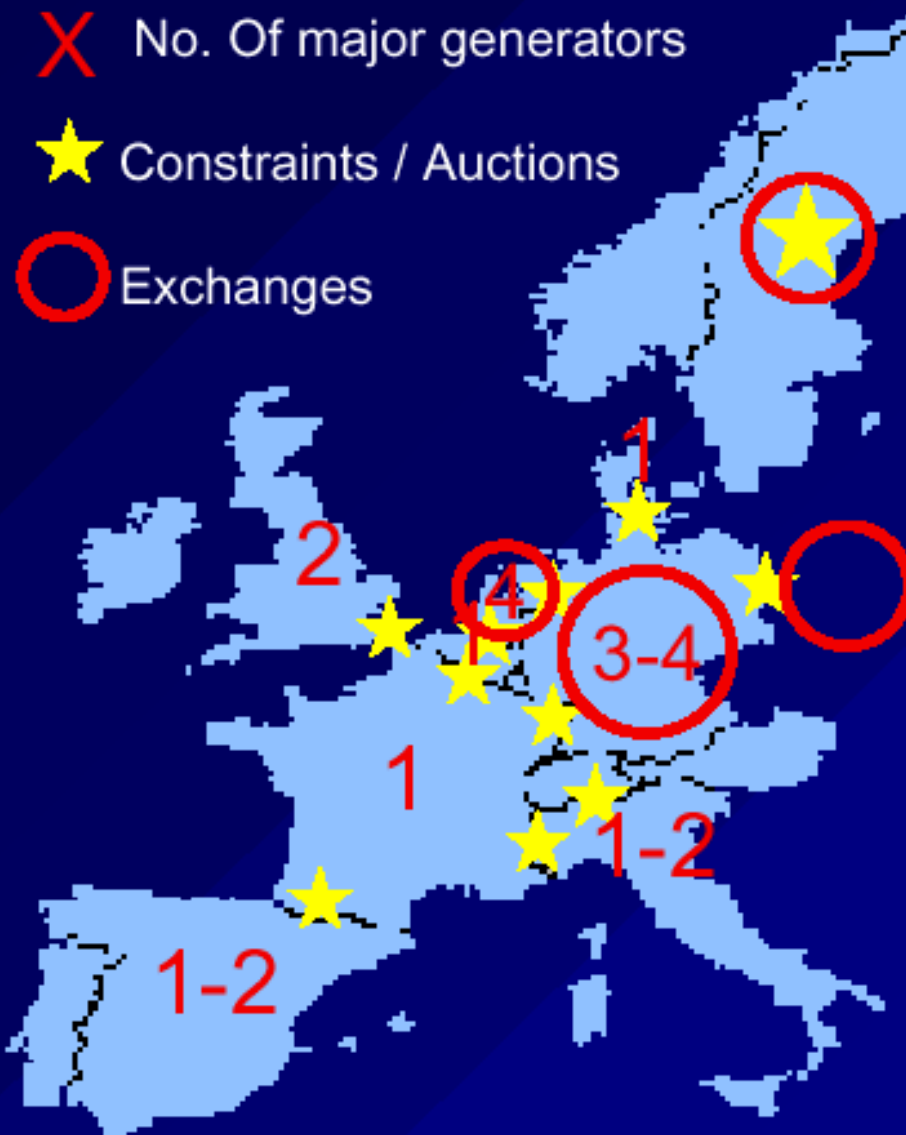 X No. Of major generators
Constraints / Auctions
Exchanges
1
2
4
1
3-4
1
1-2
1-2